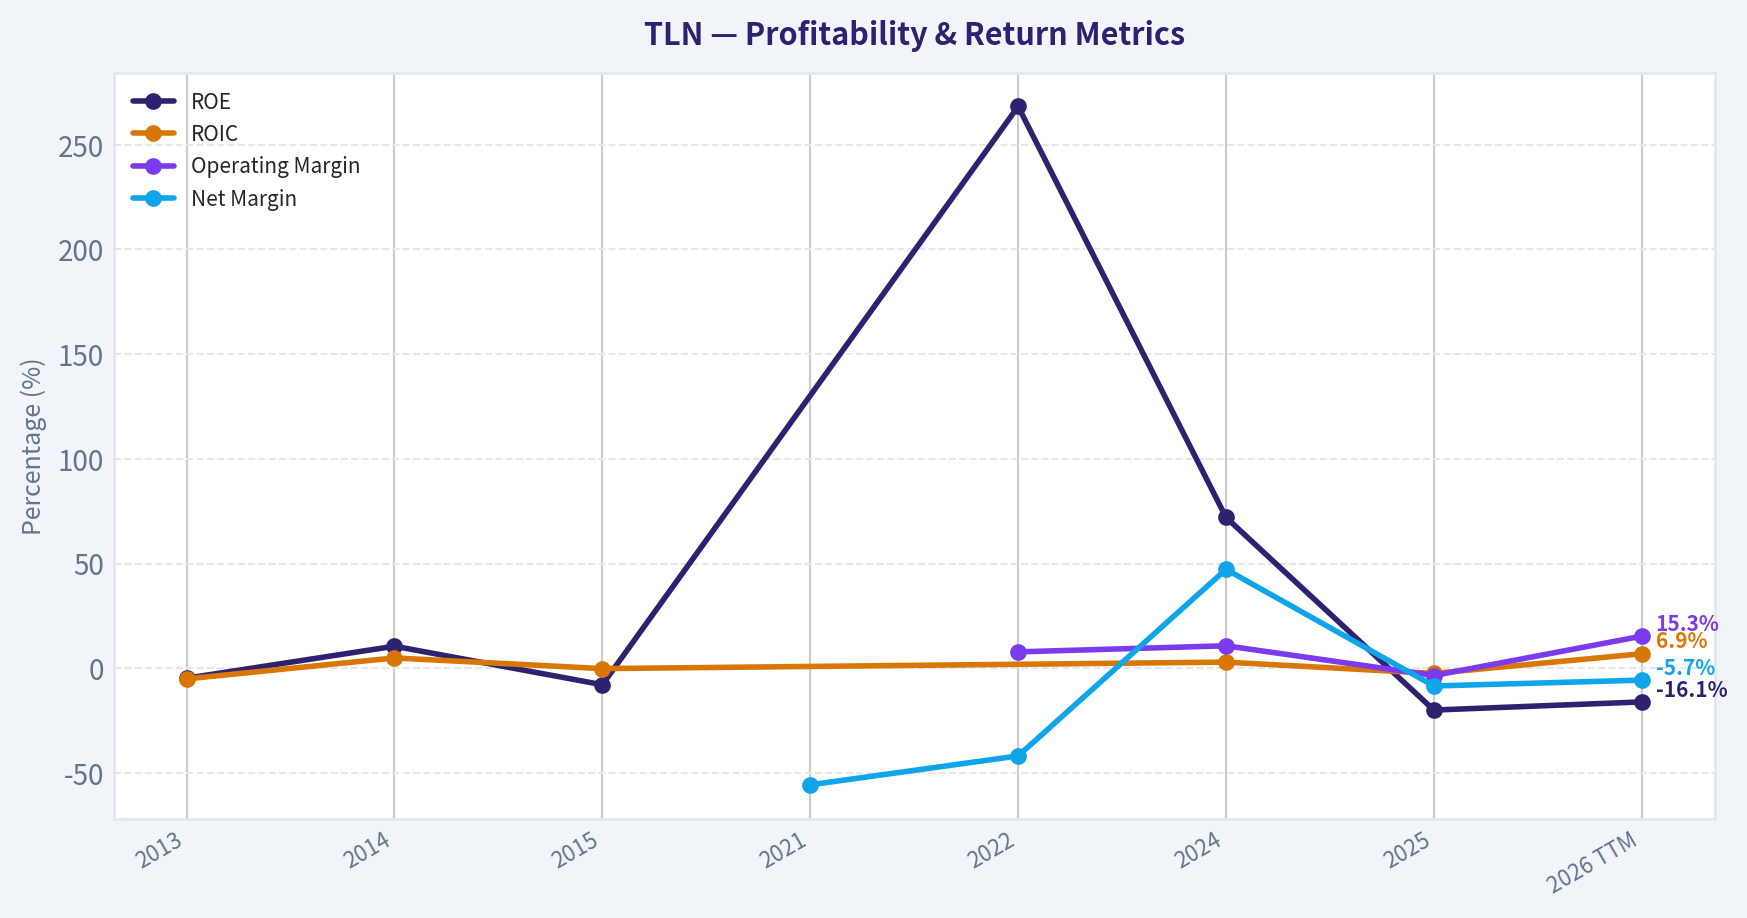 TLN — Profitability & Return Metrics
ROE
ROIC
Operating Margin
Net Margin
Percentage (%)
250
200
150
100
50
0
-50
15.3%
6.9%
-5.7%
-16.1%
2013
2014
2015
2021
2022
2024
2025
2026 TTM